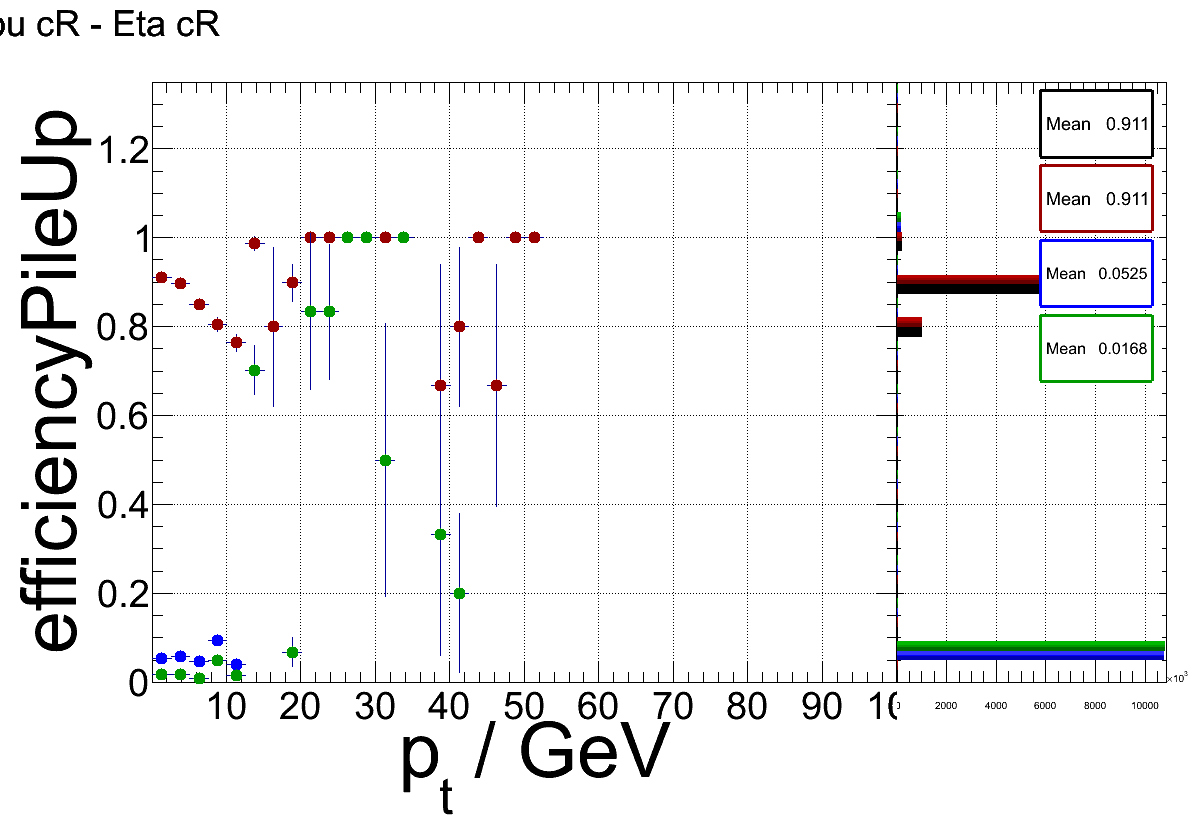 cR - Eta cR
efficiencyPileUp
1.2
1
0.8
0.6
0.4
0.2
0
10 20 30 40 50 60 70 80 90
p_t / GeV
Mean 0.911
Mean 0.911
Mean 0.0525
Mean 0.0168
2000 4000 6000 8000 10000
×10³